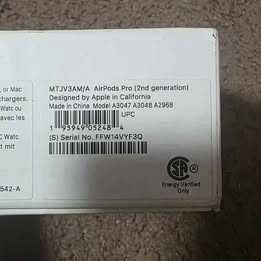 , or Mac
chargers.
Watc ou
avec les
C Watc
ft mit
542-A
MTJV3AM/A AirPods Pro (2nd generation)
Designed by Apple in California
Made in China Model A3047 A3048 A2968
1 95949 05248 4 UPC
(S) Serial No. FFW14VYF3Q
Energy Verified
Only